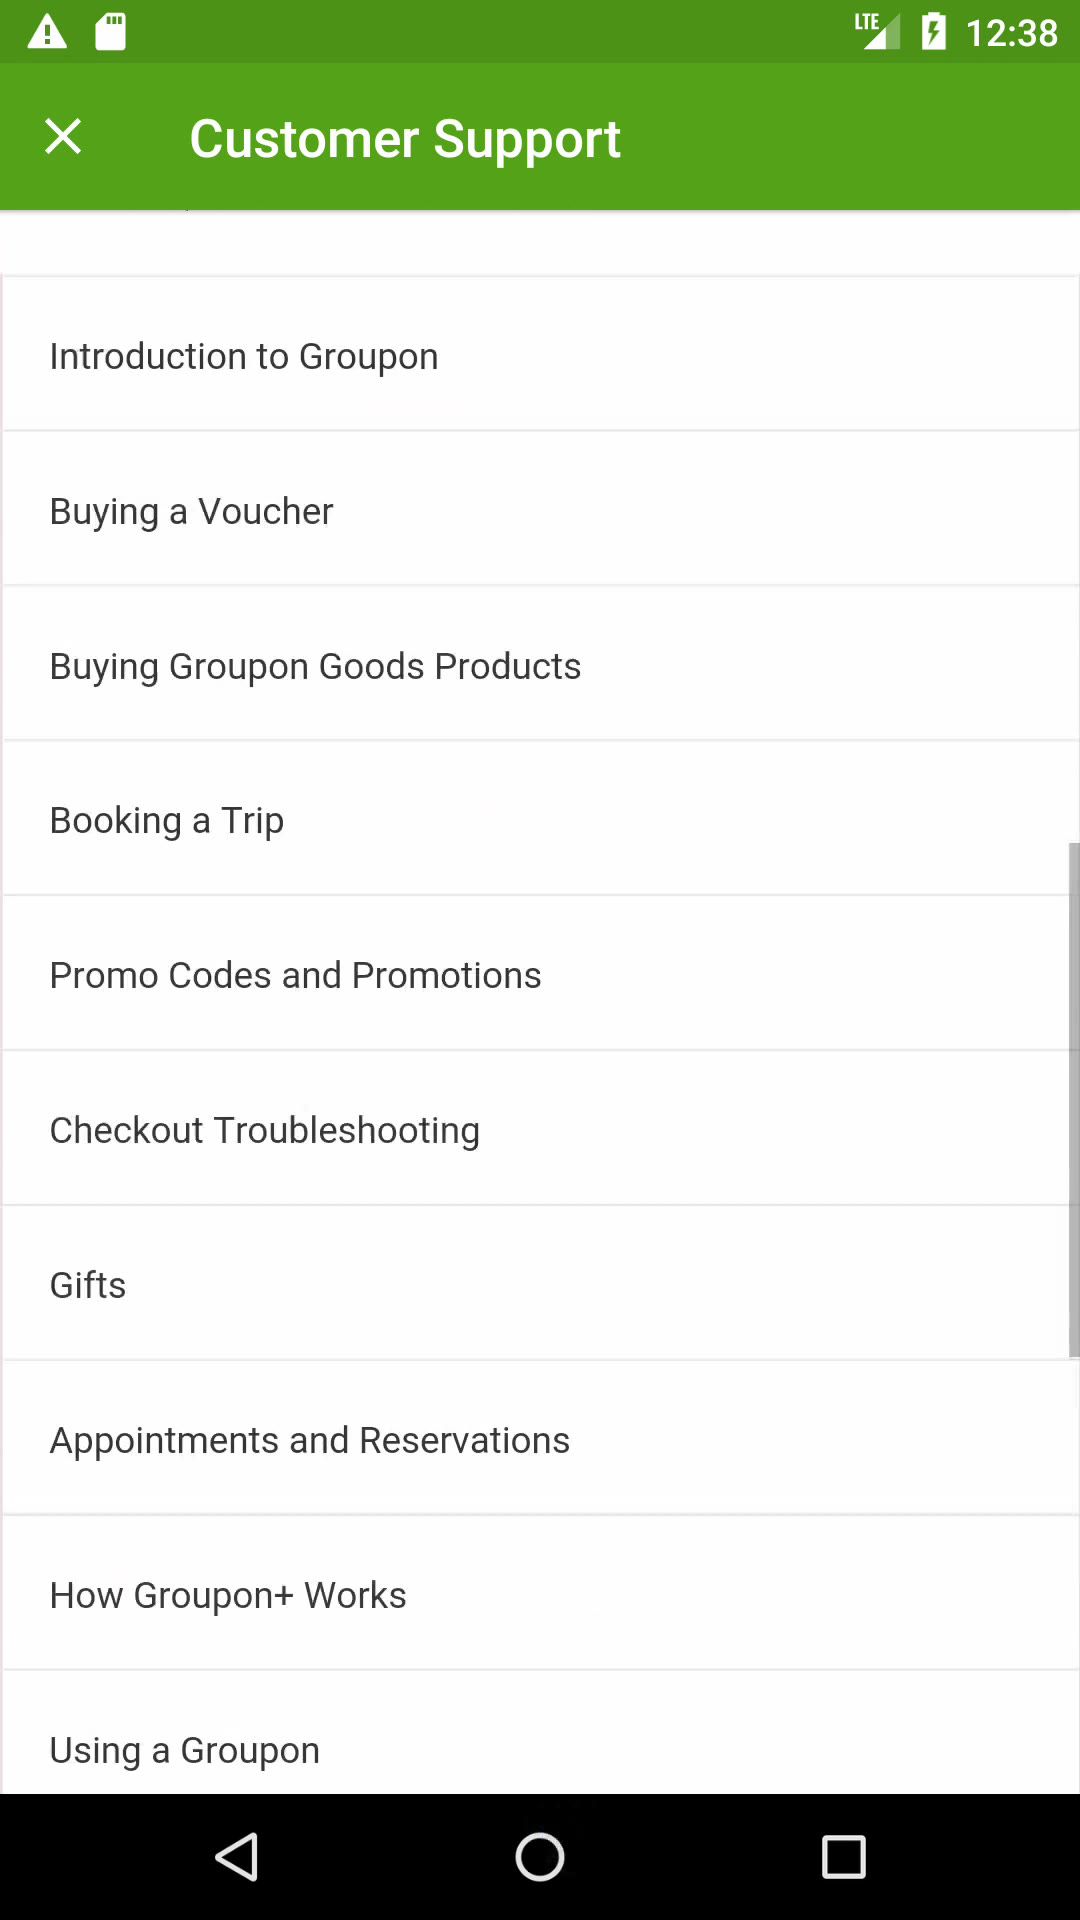 LTE 12:38
Customer Support
Introduction to Groupon
Buying a Voucher
Buying Groupon Goods Products
Booking a Trip
Promo Codes and Promotions
Checkout Troubleshooting
Gifts
Appointments and Reservations
How Groupon+ Works
Using a Groupon